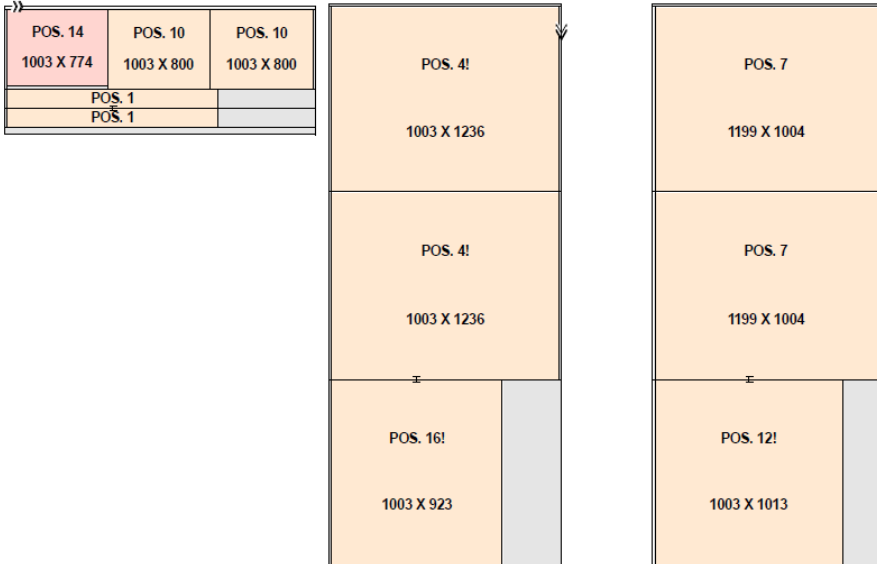 POS. 14
1003 X 774
POS. 10
1003 X 800
POS. 10
1003 X 800
POS. 1
POS. 1
POS. 4!
1003 X 1236
POS. 4!
1003 X 1236
POS. 16!
1003 X 923
POS. 7
1199 X 1004
POS. 7
1199 X 1004
POS. 12!
1003 X 1013